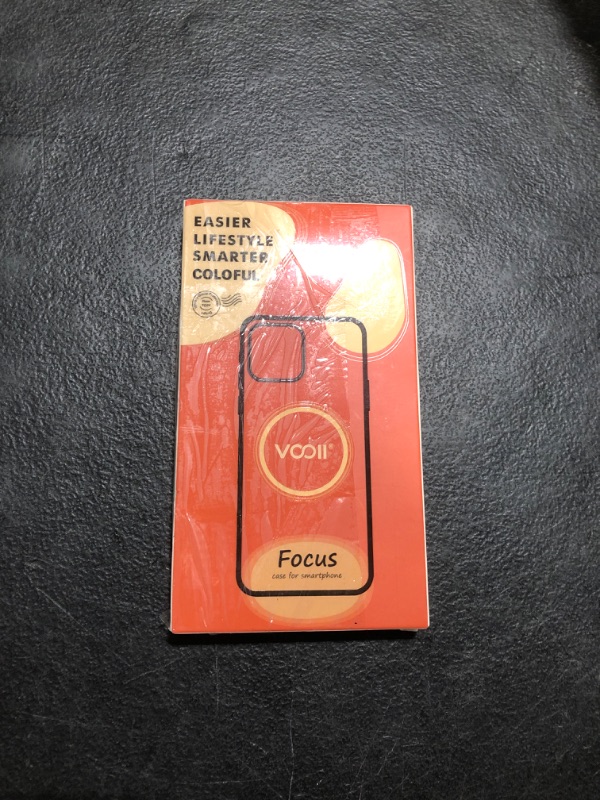 EASIER
LIFESTYLE
SMARTER
COLOFUL
VOOII®
Focus
case for smartphone